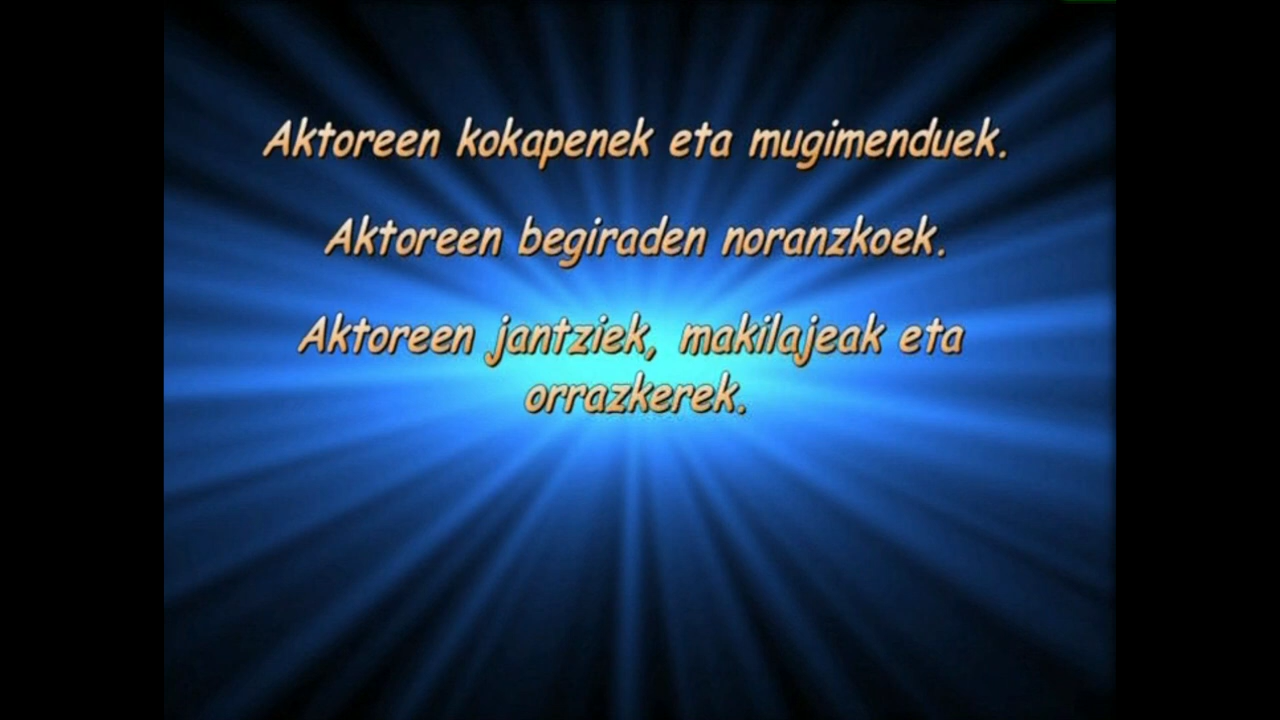 Aktoreen kokapenek eta mugimenduek.
Aktoreen begiraden noranzkoek.
Aktoreen jantziek, makilajeak eta
orrazkerek.